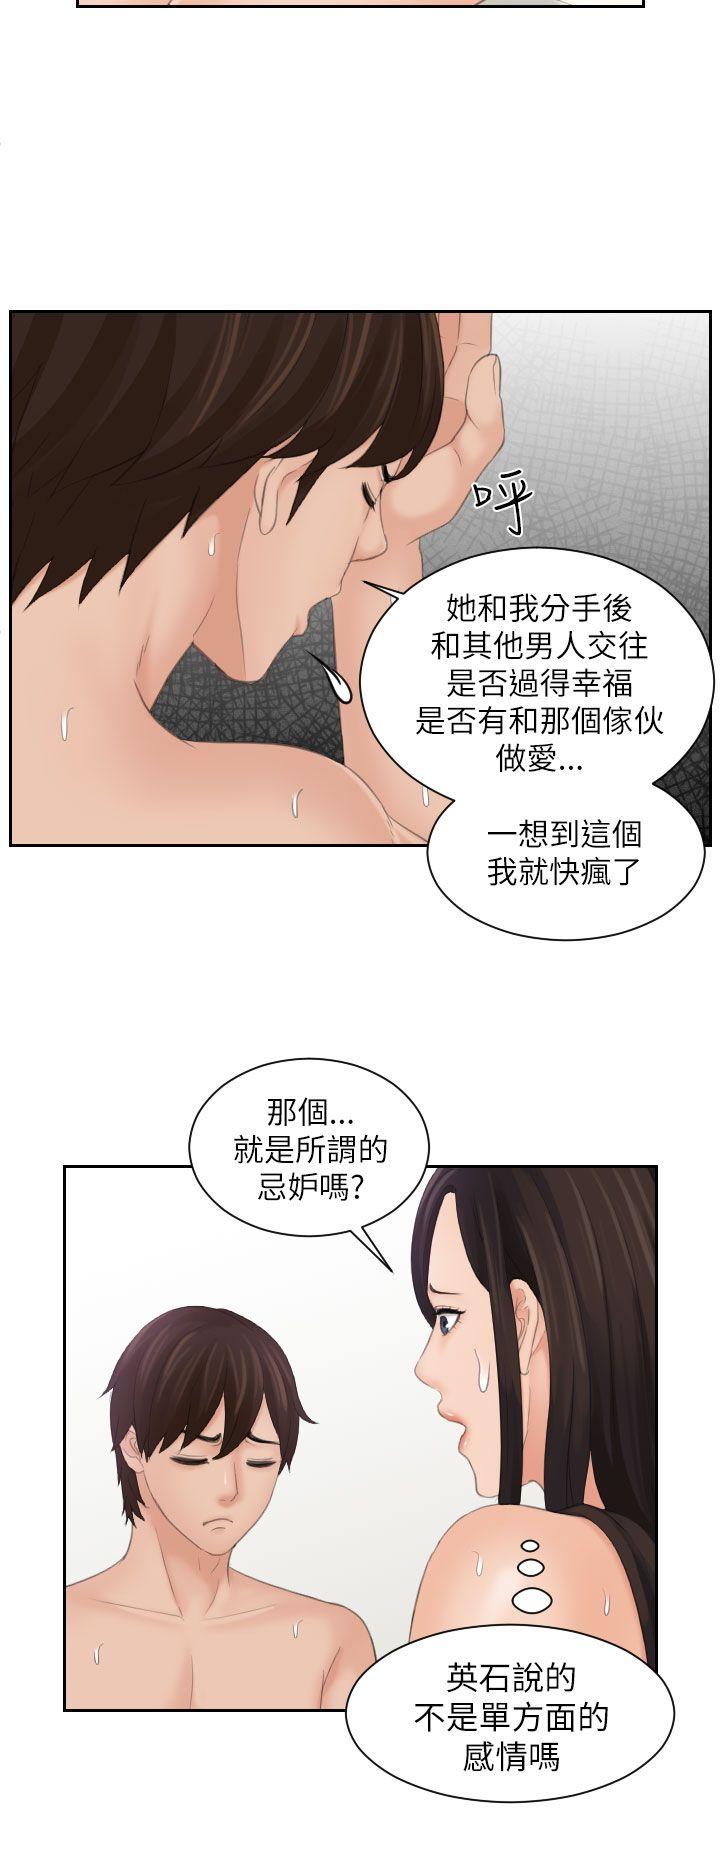 呼
她和我分手後
和其他男人交往
是否過得幸福
是否有和那個傢伙
做愛...
一想到這個
我就快瘋了
那個...
就是所謂的
忌妒嗎?
英石說的
不是單方面的
感情嗎